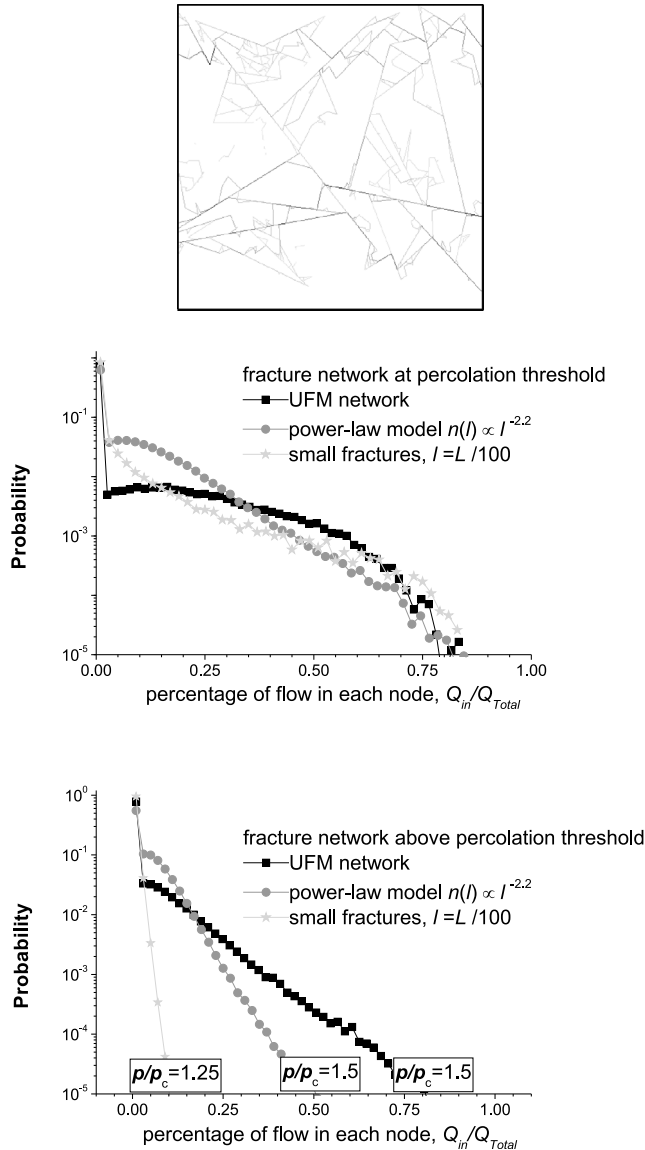 fracture network at percolation threshold
UFM network
power-law model n(l) ∝ l^-2.2
small fractures, l =L /100
Probability
10^-1
10^-3
10^-5
0.00 0.25 0.50 0.75 1.00
percentage of flow in each node, Q_in/Q_Total
fracture network above percolation threshold
UFM network
power-law model n(l) ∝ l^-2.2
small fractures, l =L /100
Probability
10^0
10^-1
10^-2
10^-3
10^-4
10^-5
p/p_c=1.25 p/p_c=1.5 p/p_c=1.5
0.00 0.25 0.50 0.75 1.00
percentage of flow in each node, Q_in/Q_Total